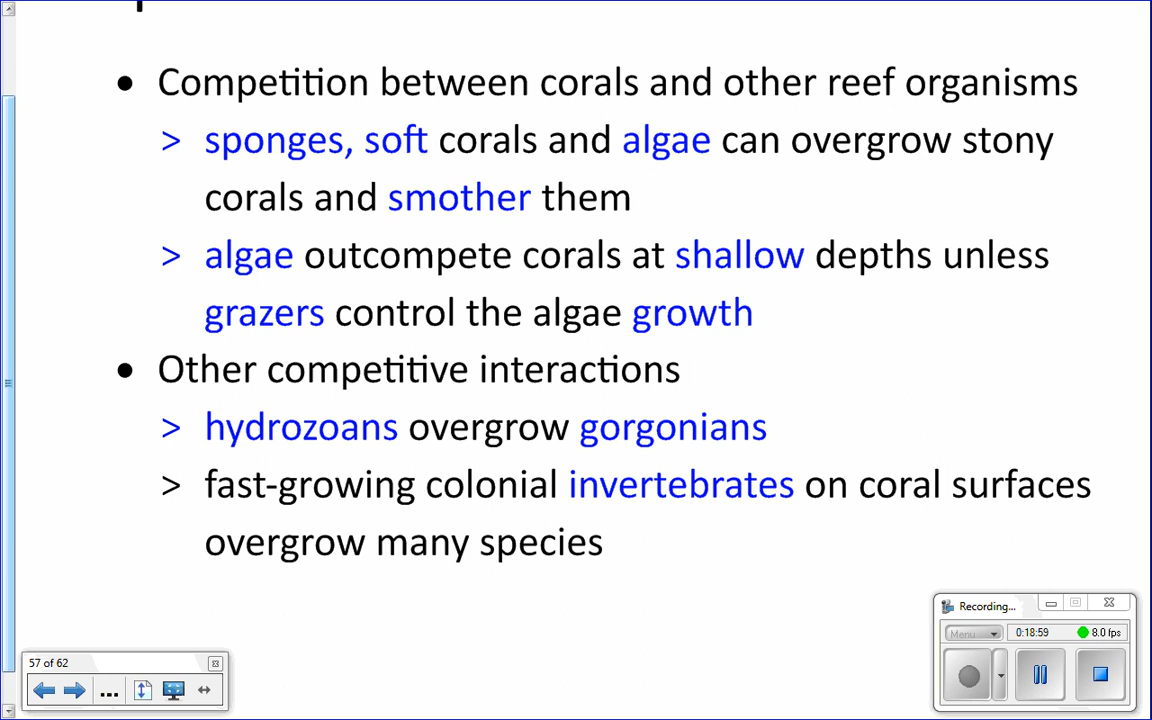 • Competition between corals and other reef organisms
> sponges, soft corals and algae can overgrow stony
corals and smother them
> algae outcompete corals at shallow depths unless
grazers control the algae growth
• Other competitive interactions
> hydrozoans overgrow gorgonians
> fast-growing colonial invertebrates on coral surfaces
overgrow many species
Recording...
Menu 0:18:59 8.0 fps
57 of 62
...